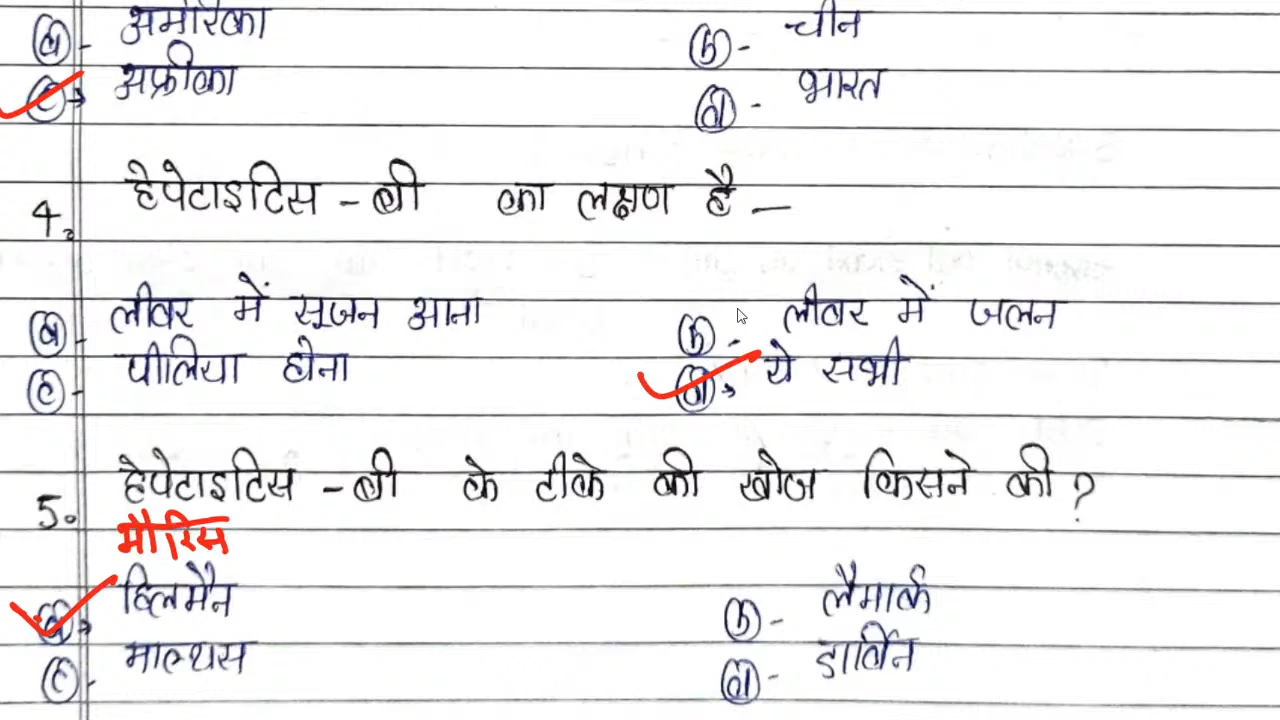 (a)- अमेरिका (b)- चीन
(c)→ अफ्रीका (d)- भारत
4. हेपेटाइटिस - बी का लक्षण है —
(a)- लीवर में सूजन आना (b)- लीवर में जलन
(c)- पीलिया होना (d)→ ये सभी
5. हेपेटाइटिस - बी के टीके की खोज किसने की?
मौरिस
(a)→ हिलमैन (b)- लैमार्क
(c)- माल्थस (d)- डार्विन